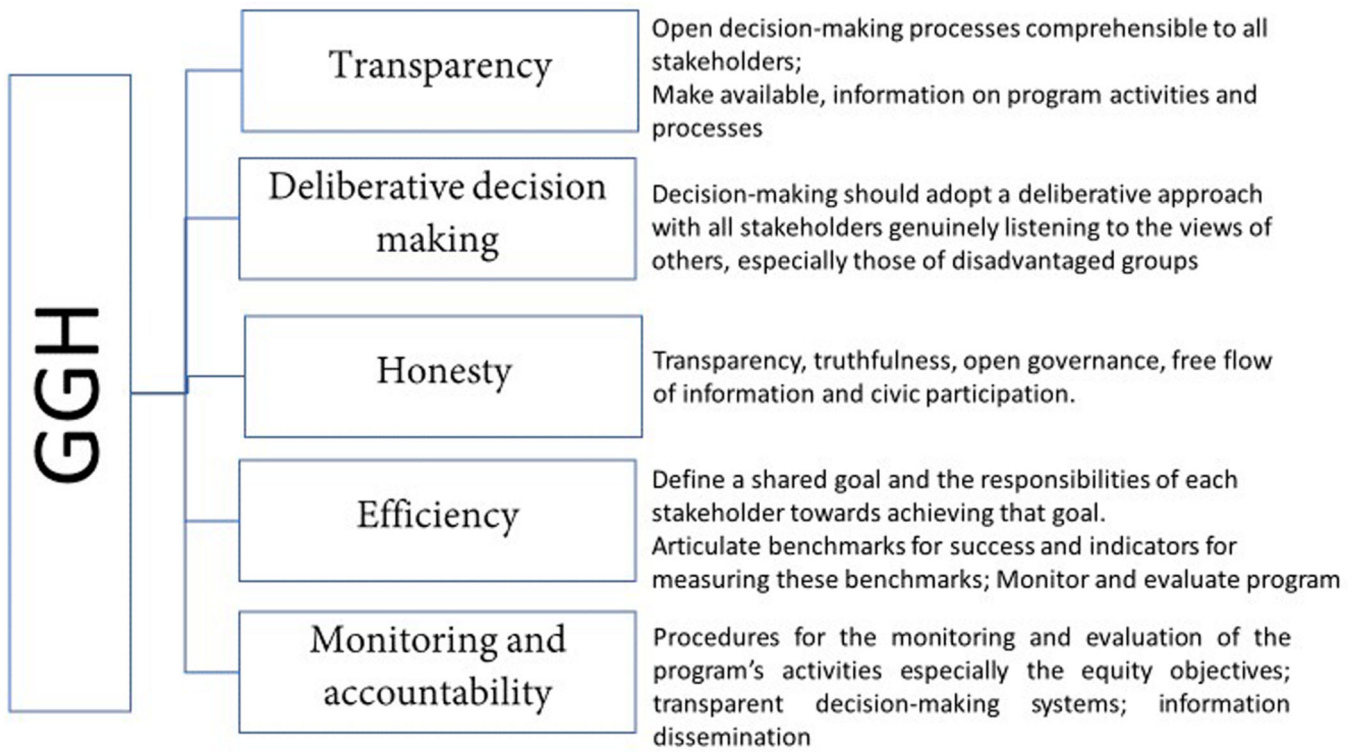 GGH
Transparency
Open decision-making processes comprehensible to all
stakeholders;
Make available, information on program activities and
processes
Deliberative decision
making
Decision-making should adopt a deliberative approach
with all stakeholders genuinely listening to the views of
others, especially those of disadvantaged groups
Honesty
Transparency, truthfulness, open governance, free flow
of information and civic participation.
Efficiency
Define a shared goal and the responsibilities of each
stakeholder towards achieving that goal.
Articulate benchmarks for success and indicators for
measuring these benchmarks; Monitor and evaluate program
Monitoring and
accountability
Procedures for the monitoring and evaluation of the
program's activities especially the equity objectives;
transparent decision-making systems; information
dissemination